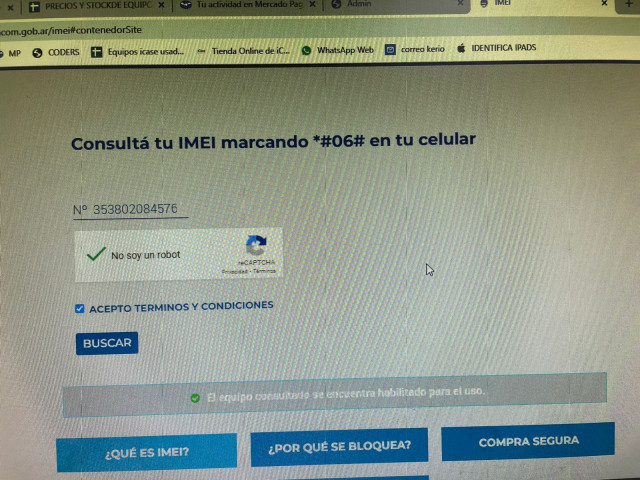 PRECIOS Y STOCKDE EQUIPO
Tu actividad en Mercado Pag
Admin
IMEI
com.gob.ar/imei#contenedorSite
MP
CODERS
Equipos icase usad...
Tienda Online de iC...
WhatsApp Web
correo kerio
IDENTIFICA IPADS
Consultá tu IMEI marcando *#06# en tu celular
Nº 353802084576
No soy un robot
reCAPTCHA
Privacidad - Términos
ACEPTO TERMINOS Y CONDICIONES
BUSCAR
El equipo consultado se encuentra habilitado para el uso.
¿QUÉ ES IMEI?
¿POR QUÉ SE BLOQUEA?
COMPRA SEGURA